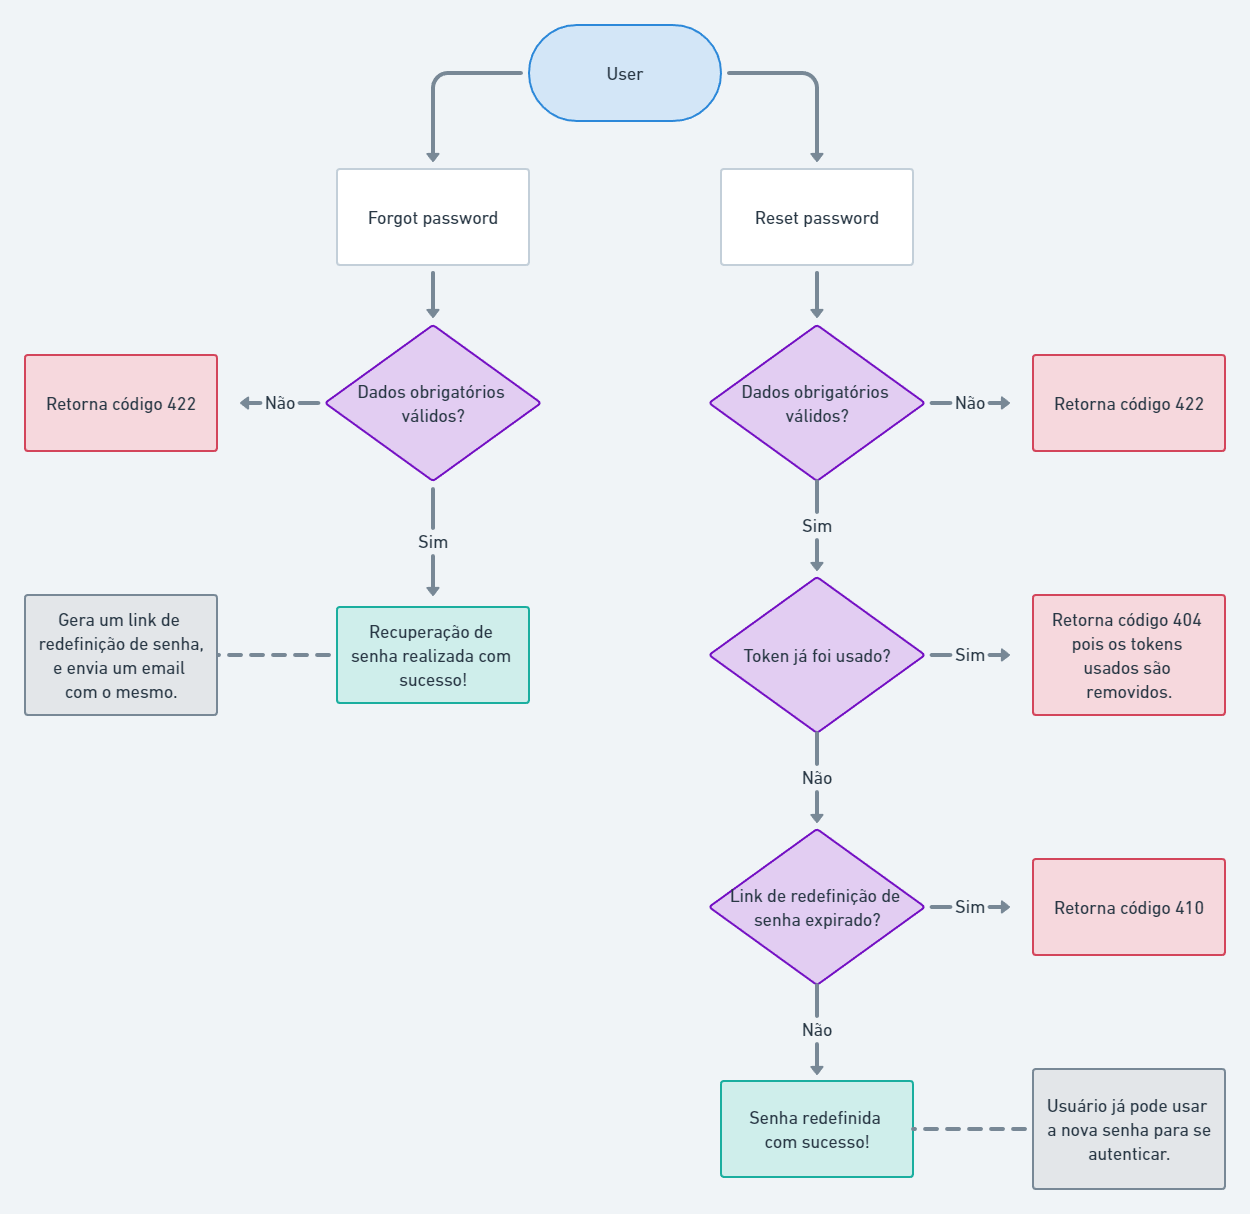 User
Forgot password
Reset password
Retorna código 422
Não
Dados obrigatórios
válidos?
Dados obrigatórios
válidos?
Não
Retorna código 422
Sim
Sim
Gera um link de
redefinição de senha,
e envia um email
com o mesmo.
Recuperação de
senha realizada com
sucesso!
Token já foi usado?
Sim
Retorna código 404
pois os tokens
usados são
removidos.
Não
Link de redefinição de
senha expirado?
Sim
Retorna código 410
Não
Senha redefinida
com sucesso!
Usuário já pode usar
a nova senha para se
autenticar.